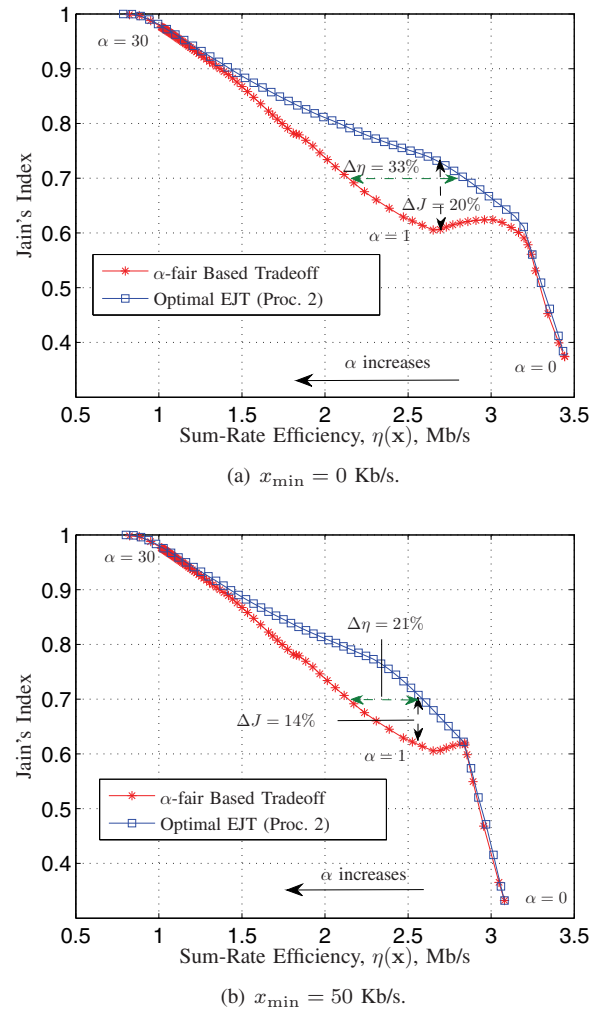 1
α = 30
0.9
0.8
Δη = 33%
0.7
ΔJ = 20%
0.6
α = 1
α-fair Based Tradeoff
Optimal EJT (Proc. 2)
0.5
0.4
α = 0
α increases
Jain's Index
0.5 1 1.5 2 2.5 3 3.5
Sum-Rate Efficiency, η(x), Mb/s
(a) x_min = 0 Kb/s.
1
α = 30
0.9
0.8
Δη = 21%
0.7
ΔJ = 14%
0.6
α = 1
α-fair Based Tradeoff
Optimal EJT (Proc. 2)
0.5
0.4
α increases
α = 0
Jain's Index
0.5 1 1.5 2 2.5 3 3.5
Sum-Rate Efficiency, η(x), Mb/s
(b) x_min = 50 Kb/s.